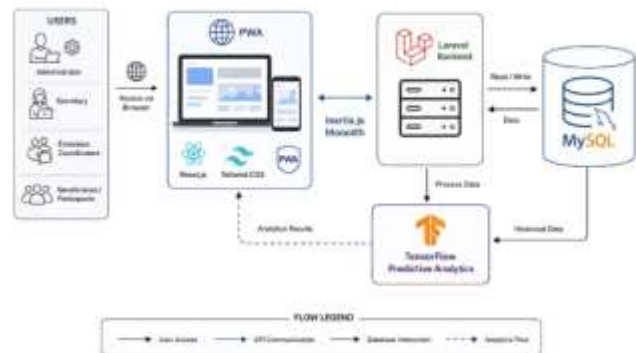 USERS
Administrator
Secretary
Extension
Coordinators
Beneficiaries /
Participants
Access via
Browser
PWA
React.js
Tailwind CSS
PWA
Inertia.js
Monolith
Laravel
Backend
Read / Write
Data
MySQL
Process Data
Historical Data
Analytics Results
TensorFlow
Predictive Analytics
FLOW LEGEND
User Access
API Communication
Database Interaction
Analytics Flow